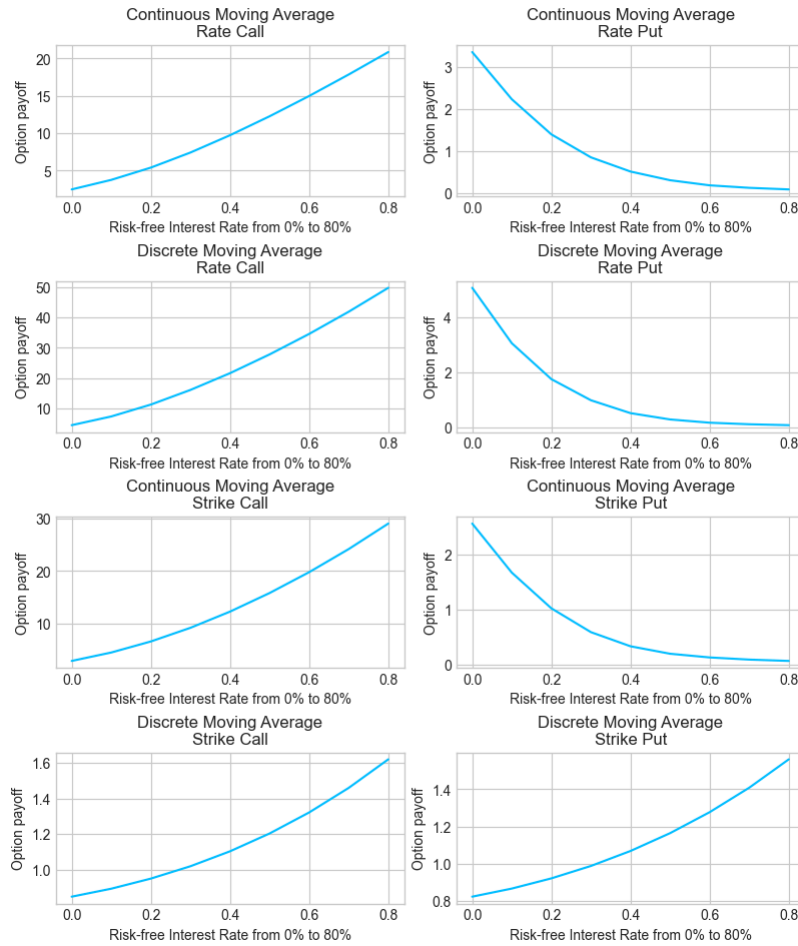 Continuous Moving Average
Rate Call
Option payoff
20
15
10
5
0.0 0.2 0.4 0.6 0.8
Risk-free Interest Rate from 0% to 80%
Continuous Moving Average
Rate Put
Option payoff
3
2
1
0
0.0 0.2 0.4 0.6 0.8
Risk-free Interest Rate from 0% to 80%
Discrete Moving Average
Rate Call
Option payoff
50
40
30
20
10
0.0 0.2 0.4 0.6 0.8
Risk-free Interest Rate from 0% to 80%
Discrete Moving Average
Rate Put
Option payoff
4
2
0
0.0 0.2 0.4 0.6 0.8
Risk-free Interest Rate from 0% to 80%
Continuous Moving Average
Strike Call
Option payoff
30
20
10
0.0 0.2 0.4 0.6 0.8
Risk-free Interest Rate from 0% to 80%
Continuous Moving Average
Strike Put
Option payoff
2
1
0
0.0 0.2 0.4 0.6 0.8
Risk-free Interest Rate from 0% to 80%
Discrete Moving Average
Strike Call
Option payoff
1.6
1.4
1.2
1.0
0.0 0.2 0.4 0.6 0.8
Risk-free Interest Rate from 0% to 80%
Discrete Moving Average
Strike Put
Option payoff
1.4
1.2
1.0
0.8
0.0 0.2 0.4 0.6 0.8
Risk-free Interest Rate from 0% to 80%